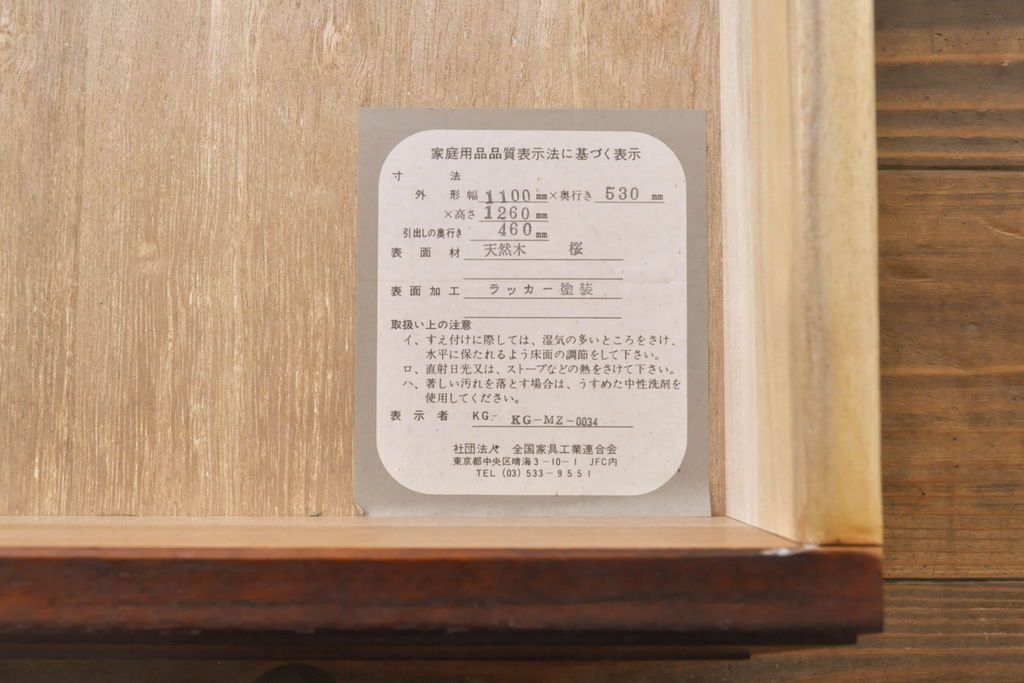 家庭用品品質表示法に基づく表示
寸法
外形 幅 1100 mm×奥行き 530 mm
×高さ 1260 mm
引出しの奥行き 460 mm
表面材 天然木 桜
表面加工 ラッカー塗装
取扱い上の注意
イ、すえ付けに際しては、湿気の多いところをさけ、
水平に保たれるよう床面の調節をして下さい。
ロ、直射日光又は、ストーブなどの熱をさけて下さい。
ハ、著しい汚れを落とす場合は、うすめた中性洗剤を
使用してください。
表示者 KG- KG-MZ-0034
社団法人 全国家具工業連合会
東京都中央区晴海3-10-1 JFC内
TEL (03) 533-9551